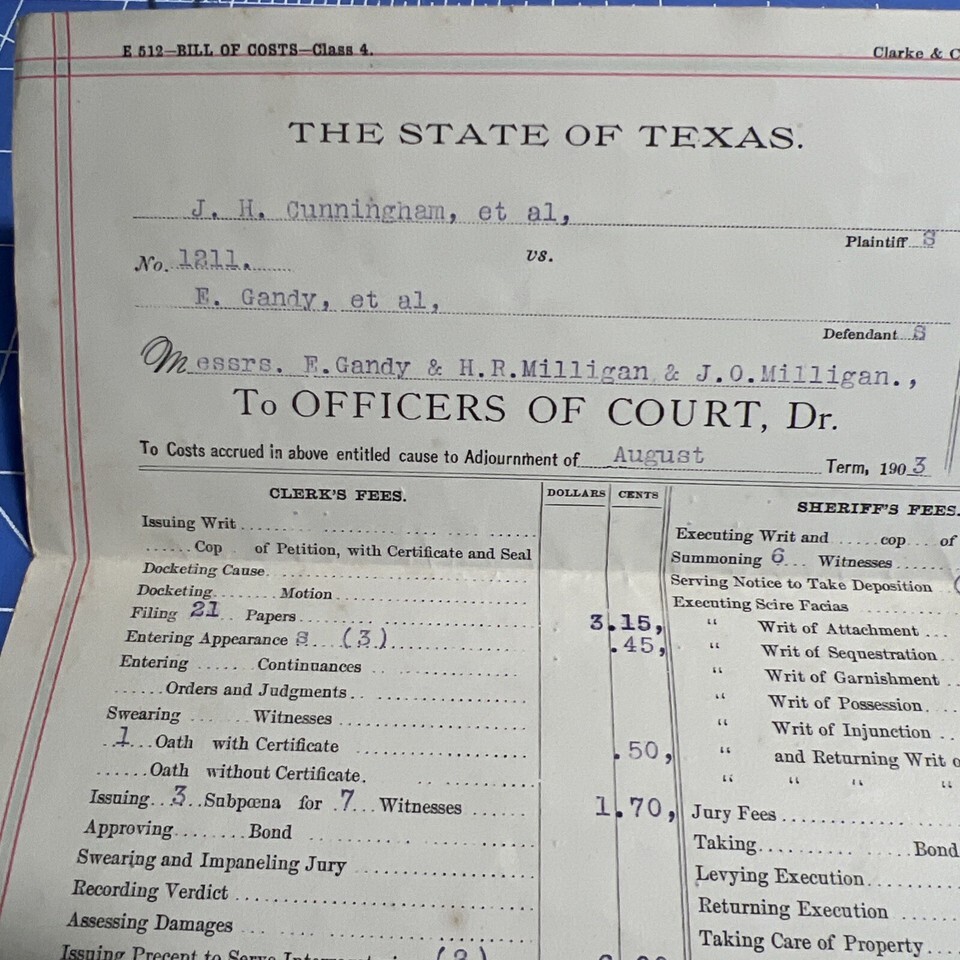 E 512—BILL OF COSTS—Class 4.
Clarke & C
THE STATE OF TEXAS.
J. H. Cunningham, et al,
Plaintiff S
No. 1211. vs.
E. Gandy, et al,
Defendant S
Messrs. E.Gandy & H.R.Milligan & J.O.Milligan.,
To OFFICERS OF COURT, Dr.
To Costs accrued in above entitled cause to Adjournment of August Term, 1903
CLERK'S FEES. DOLLARS CENTS
Issuing Writ
Cop of Petition, with Certificate and Seal
Docketing Cause.
Docketing Motion
Filing 21 Papers 3.15,
Entering Appearance S (3) .45,
Entering Continuances
Orders and Judgments
Swearing Witnesses
1 Oath with Certificate .50,
Oath without Certificate.
Issuing 3 Subpœna for 7 Witnesses 1.70,
Approving Bond
Swearing and Impaneling Jury
Recording Verdict
Assessing Damages
Issuing Precept to Serve (3)
SHERIFF'S FEES.
Executing Writ and cop of
Summoning 6 Witnesses
Serving Notice to Take Deposition (
Executing Scire Facias
" Writ of Attachment
" Writ of Sequestration
" Writ of Garnishment
" Writ of Possession
" Writ of Injunction
" and Returning Writ o
" " " "
Jury Fees
Taking Bond
Levying Execution
Returning Execution
Taking Care of Property